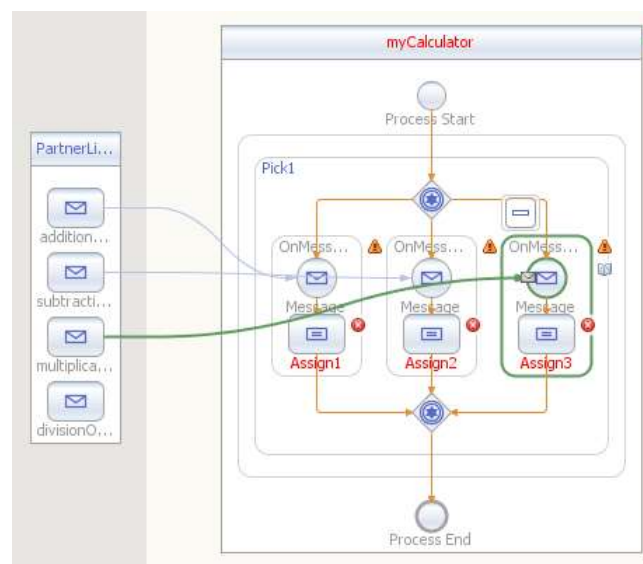 myCalculator
Process Start
PartnerLi...
Pick1
addition...
OnMess...
OnMess...
OnMess...
subtracti...
Message
Message
Message
multiplica...
Assign1
Assign2
Assign3
divisionO...
Process End